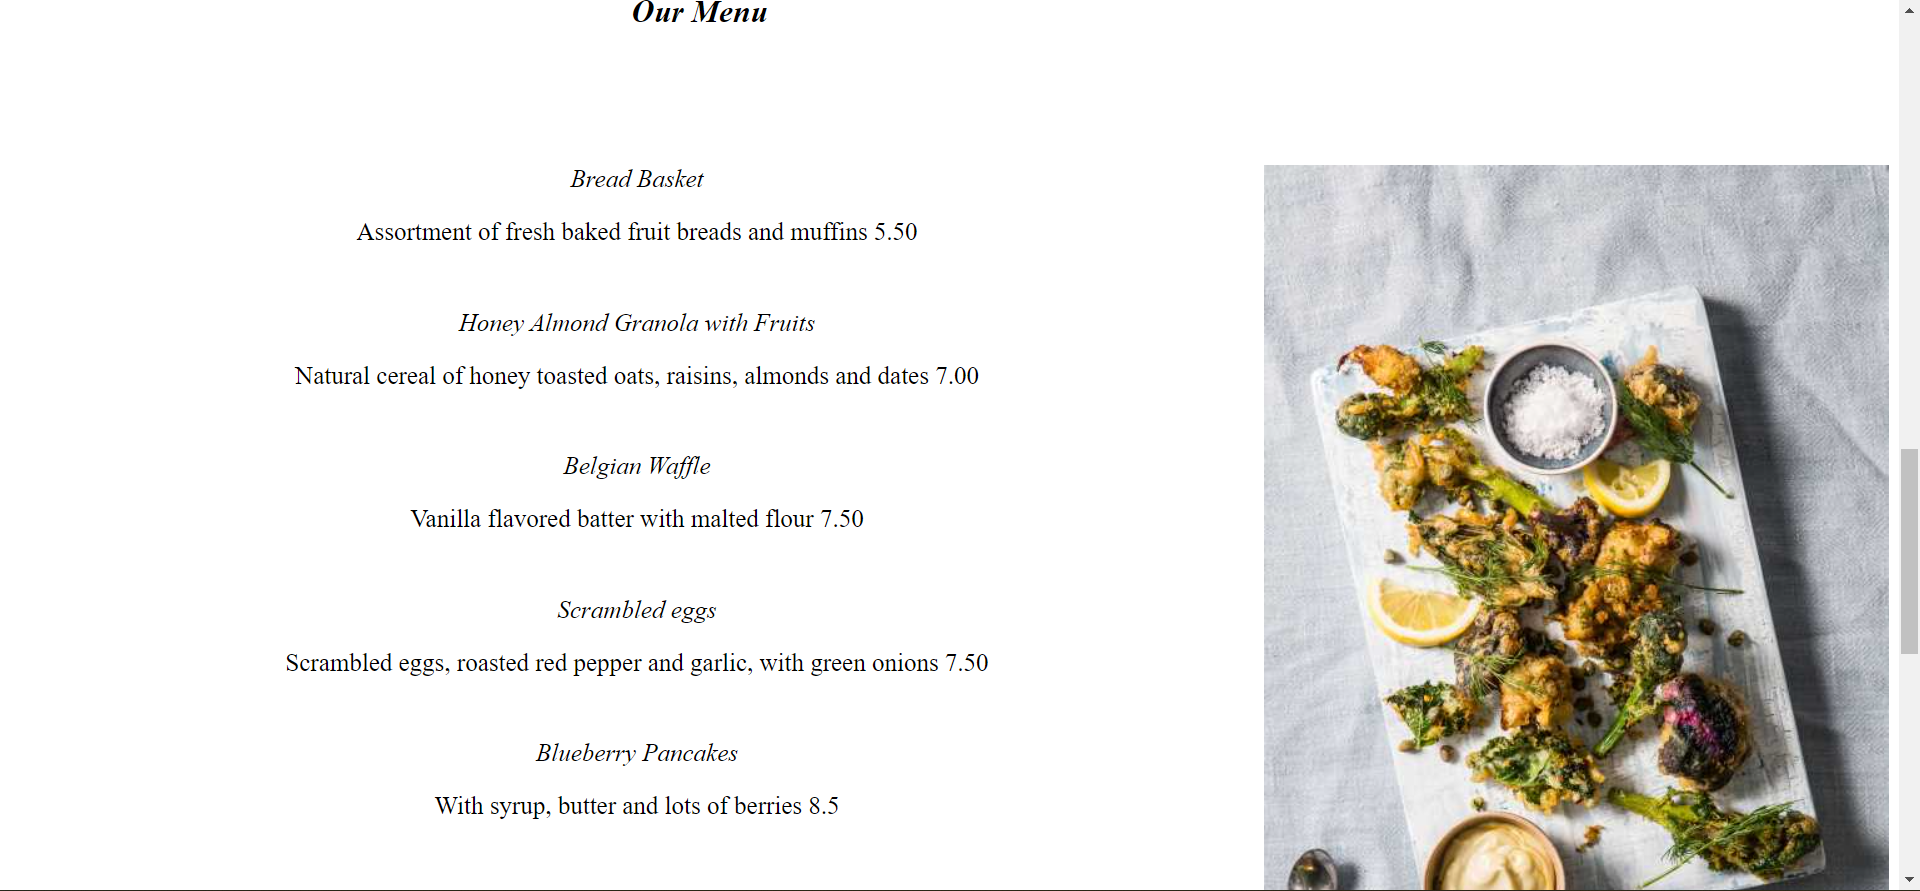 Our Menu
Bread Basket
Assortment of fresh baked fruit breads and muffins 5.50
Honey Almond Granola with Fruits
Natural cereal of honey toasted oats, raisins, almonds and dates 7.00
Belgian Waffle
Vanilla flavored batter with malted flour 7.50
Scrambled eggs
Scrambled eggs, roasted red pepper and garlic, with green onions 7.50
Blueberry Pancakes
With syrup, butter and lots of berries 8.5